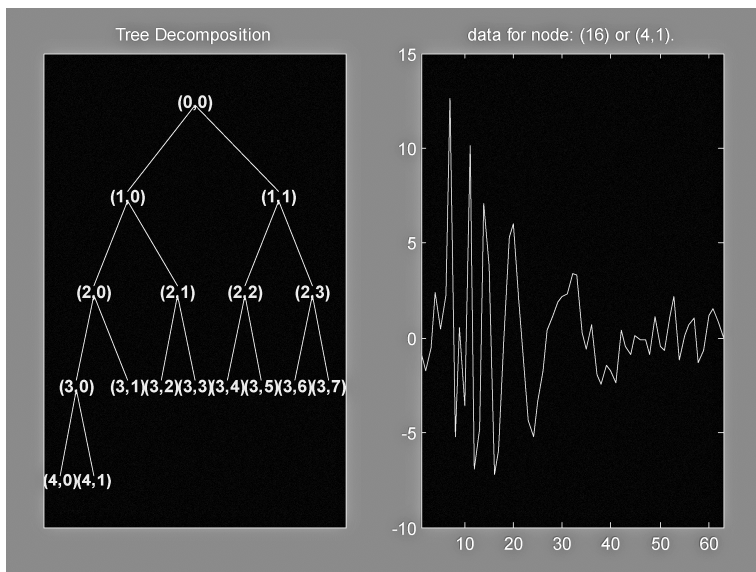 Tree Decomposition
(0,0)
(1,0) (1,1)
(2,0) (2,1) (2,2) (2,3)
(3,0) (3,1) (3,2) (3,3) (3,4) (3,5) (3,6) (3,7)
(4,0) (4,1)
data for node: (16) or (4,1).
15
10
5
0
-5
-10
10 20 30 40 50 60